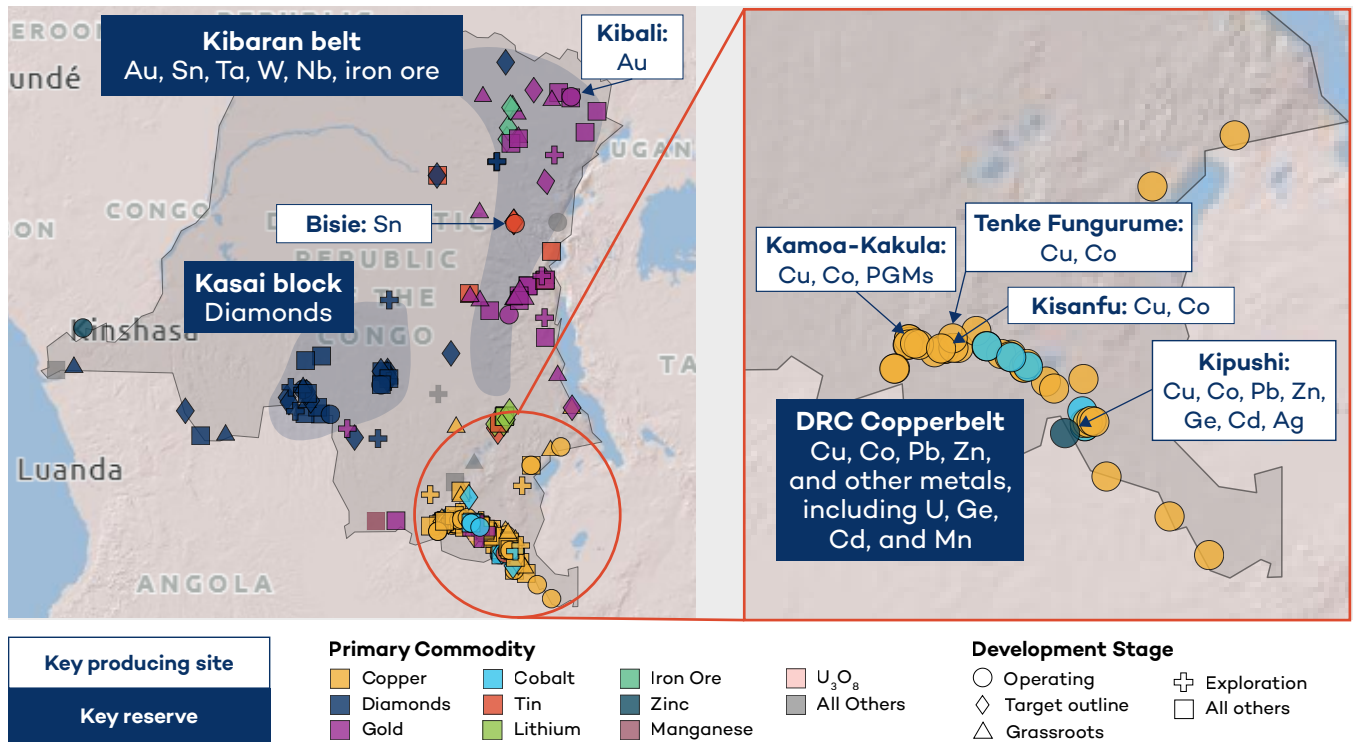 EROO
undé
Kibaran belt
Au, Sn, Ta, W, Nb, iron ore
Kibali:
Au
UGAN
CONGO
ON
Bisie: Sn
REPUBLIC
THE
CONGO
Kasai block
Diamonds
Kinshasa
TA
Luanda
ANGOLA
Kamoa-Kakula:
Cu, Co, PGMs
Tenke Fungurume:
Cu, Co
Kisanfu: Cu, Co
Kipushi:
Cu, Co, Pb, Zn,
Ge, Cd, Ag
DRC Copperbelt
Cu, Co, Pb, Zn,
and other metals,
including U, Ge,
Cd, and Mn
Key producing site
Key reserve
Primary Commodity
Copper
Diamonds
Gold
Cobalt
Tin
Lithium
Iron Ore
Zinc
Manganese
U₃O₈
All Others
Development Stage
Operating
Target outline
Grassroots
Exploration
All others